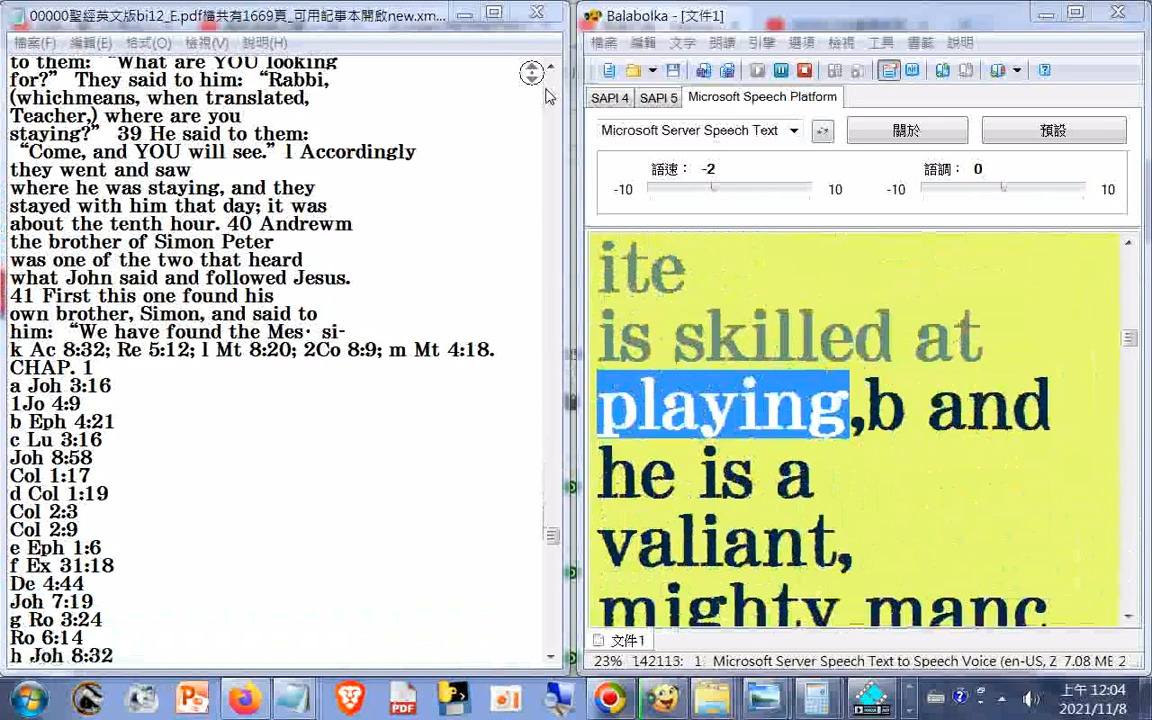 00000聖經英文版bi12_E.pdf檔共有1669頁_可用記事本開啟new.xm...
檔案(F) 編輯(E) 格式(O) 檢視(V) 說明(H)
to them: “What are YOU looking
for?” They said to him: “Rabbi,
(whichmeans, when translated,
Teacher,) where are you
staying?” 39 He said to them:
“Come, and YOU will see.” l Accordingly
they went and saw
where he was staying, and they
stayed with him that day; it was
about the tenth hour. 40 Andrewm
the brother of Simon Peter
was one of the two that heard
what John said and followed Jesus.
41 First this one found his
own brother, Simon, and said to
him: “We have found the Mes· si-
k Ac 8:32; Re 5:12; l Mt 8:20; 2Co 8:9; m Mt 4:18.
CHAP. 1
a Joh 3:16
1Jo 4:9
b Eph 4:21
c Lu 3:16
Joh 8:58
Col 1:17
d Col 1:19
Col 2:3
Col 2:9
e Eph 1:6
f Ex 31:18
De 4:44
Joh 7:19
g Ro 3:24
Ro 6:14
h Joh 8:32
Balabolka - [文件1]
檔案 編輯 文字 朗讀 引擎 選項 檢視 工具 書籤 說明
SAPI 4 SAPI 5 Microsoft Speech Platform
Microsoft Server Speech Text 關於 預設
語速： -2 語調： 0
-10 10 -10 10
ite
is skilled at
playing,b and
he is a
valiant,
mighty manc
文件1
23% 142113: 1 Microsoft Server Speech Text to Speech Voice (en-US, Z 7.08 MB 2
PDF
上午 12:04
2021/11/8